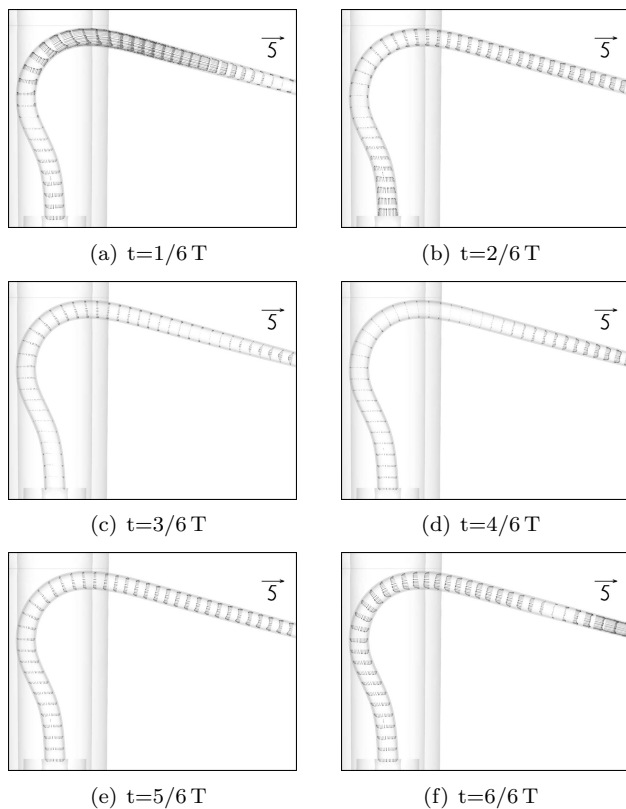 5
5
(a) t=1/6 T
(b) t=2/6 T
5
5
(c) t=3/6 T
(d) t=4/6 T
5
5
(e) t=5/6 T
(f) t=6/6 T